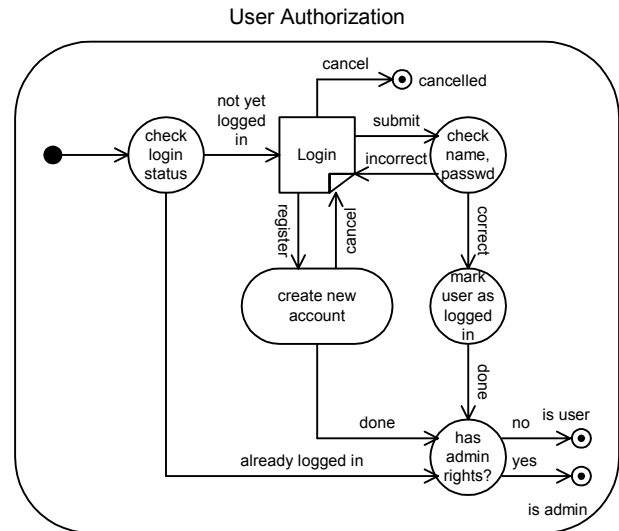 User Authorization
cancel
cancelled
not yet
logged
in
submit
check
login
status
Login
check
name,
passwd
incorrect
register
cancel
correct
create new
account
mark
user as
logged
in
done
done
no
is user
has
admin
rights?
already logged in
yes
is admin